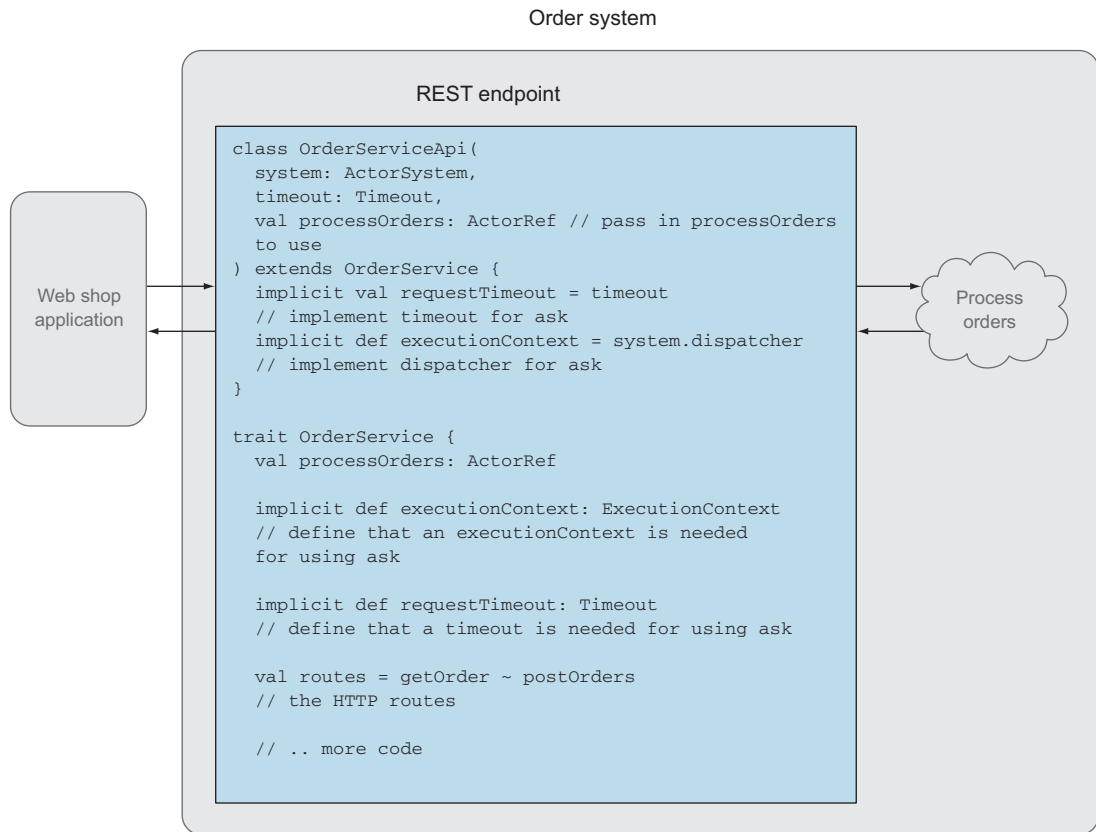 Order system
REST endpoint
class OrderServiceApi(
  system: ActorSystem,
  timeout: Timeout,
  val processOrders: ActorRef // pass in processOrders
  to use
) extends OrderService {
  implicit val requestTimeout = timeout
  // implement timeout for ask
  implicit def executionContext = system.dispatcher
  // implement dispatcher for ask
}
trait OrderService {
  val processOrders: ActorRef
  implicit def executionContext: ExecutionContext
  // define that an executionContext is needed
  for using ask
  implicit def requestTimeout: Timeout
  // define that a timeout is needed for using ask
  val routes = getOrder ~ postOrders
  // the HTTP routes
  // .. more code
Web shop
application
Process
orders